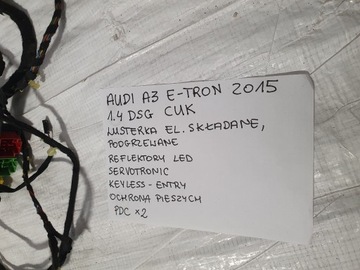 AUDI A3 E-TRON 2015
1.4 DSG CUK
LUSTERKA EL. SKŁADANE,
PODGRZEWANE
REFLEKTORY LED
SERVOTRONIC
KEYLESS-ENTRY
OCHRONA PIESZYCH
PDC x2